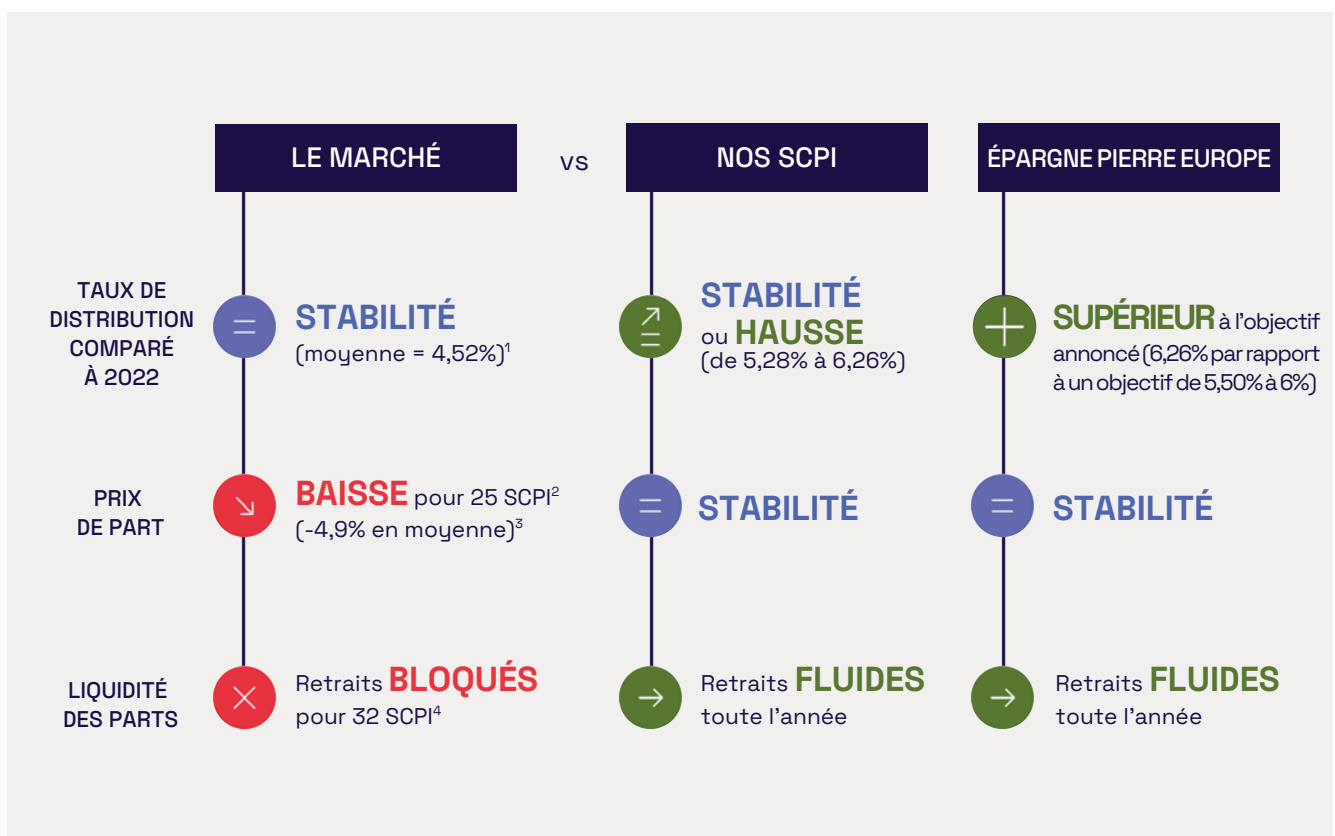 LE MARCHÉ
vs
NOS SCPI
ÉPARGNE PIERRE EUROPE
TAUX DE
DISTRIBUTION
COMPARÉ
À 2022
STABILITÉ
(moyenne = 4,52%)¹
STABILITÉ
ou HAUSSE
(de 5,28% à 6,26%)
SUPÉRIEUR à l'objectif
annoncé (6,26% par rapport
à un objectif de 5,50% à 6%)
PRIX
DE PART
BAISSE pour 25 SCPI²
(-4,9% en moyenne)³
STABILITÉ
STABILITÉ
LIQUIDITÉ
DES PARTS
Retraits BLOQUÉS
pour 32 SCPI⁴
Retraits FLUIDES
toute l'année
Retraits FLUIDES
toute l'année